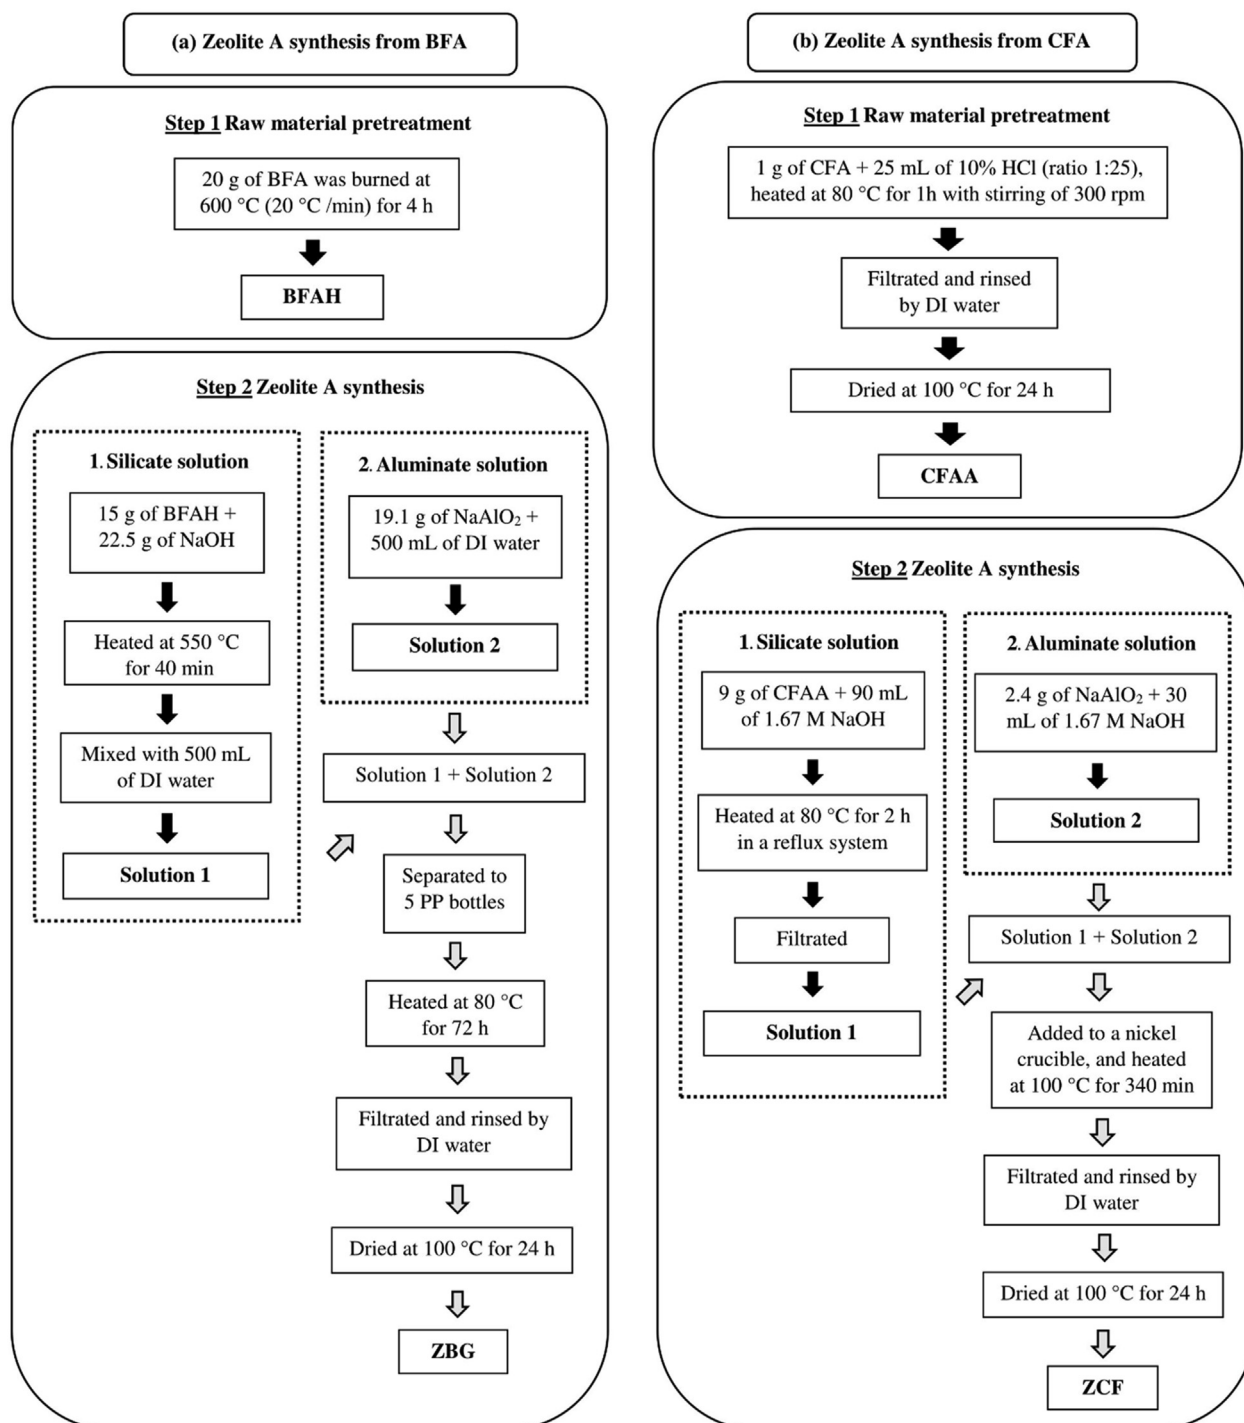 (a) Zeolite A synthesis from BFA
Step 1 Raw material pretreatment
20 g of BFA was burned at
600 °C (20 °C /min) for 4 h
BFAH
Step 2 Zeolite A synthesis
1. Silicate solution
15 g of BFAH +
22.5 g of NaOH
Heated at 550 °C
for 40 min
Mixed with 500 mL
of DI water
Solution 1
2. Aluminate solution
19.1 g of NaAlO₂ +
500 mL of DI water
Solution 2
Solution 1 + Solution 2
Separated to
5 PP bottles
Heated at 80 °C
for 72 h
Filtrated and rinsed by
DI water
Dried at 100 °C for 24 h
ZBG
(b) Zeolite A synthesis from CFA
Step 1 Raw material pretreatment
1 g of CFA + 25 mL of 10% HCl (ratio 1:25),
heated at 80 °C for 1h with stirring of 300 rpm
Filtrated and rinsed
by DI water
Dried at 100 °C for 24 h
CFAA
Step 2 Zeolite A synthesis
1. Silicate solution
9 g of CFAA + 90 mL
of 1.67 M NaOH
Heated at 80 °C for 2 h
in a reflux system
Filtrated
Solution 1
2. Aluminate solution
2.4 g of NaAlO₂ + 30
mL of 1.67 M NaOH
Solution 2
Solution 1 + Solution 2
Added to a nickel
crucible, and heated
at 100 °C for 340 min
Filtrated and rinsed by
DI water
Dried at 100 °C for 24 h
ZCF